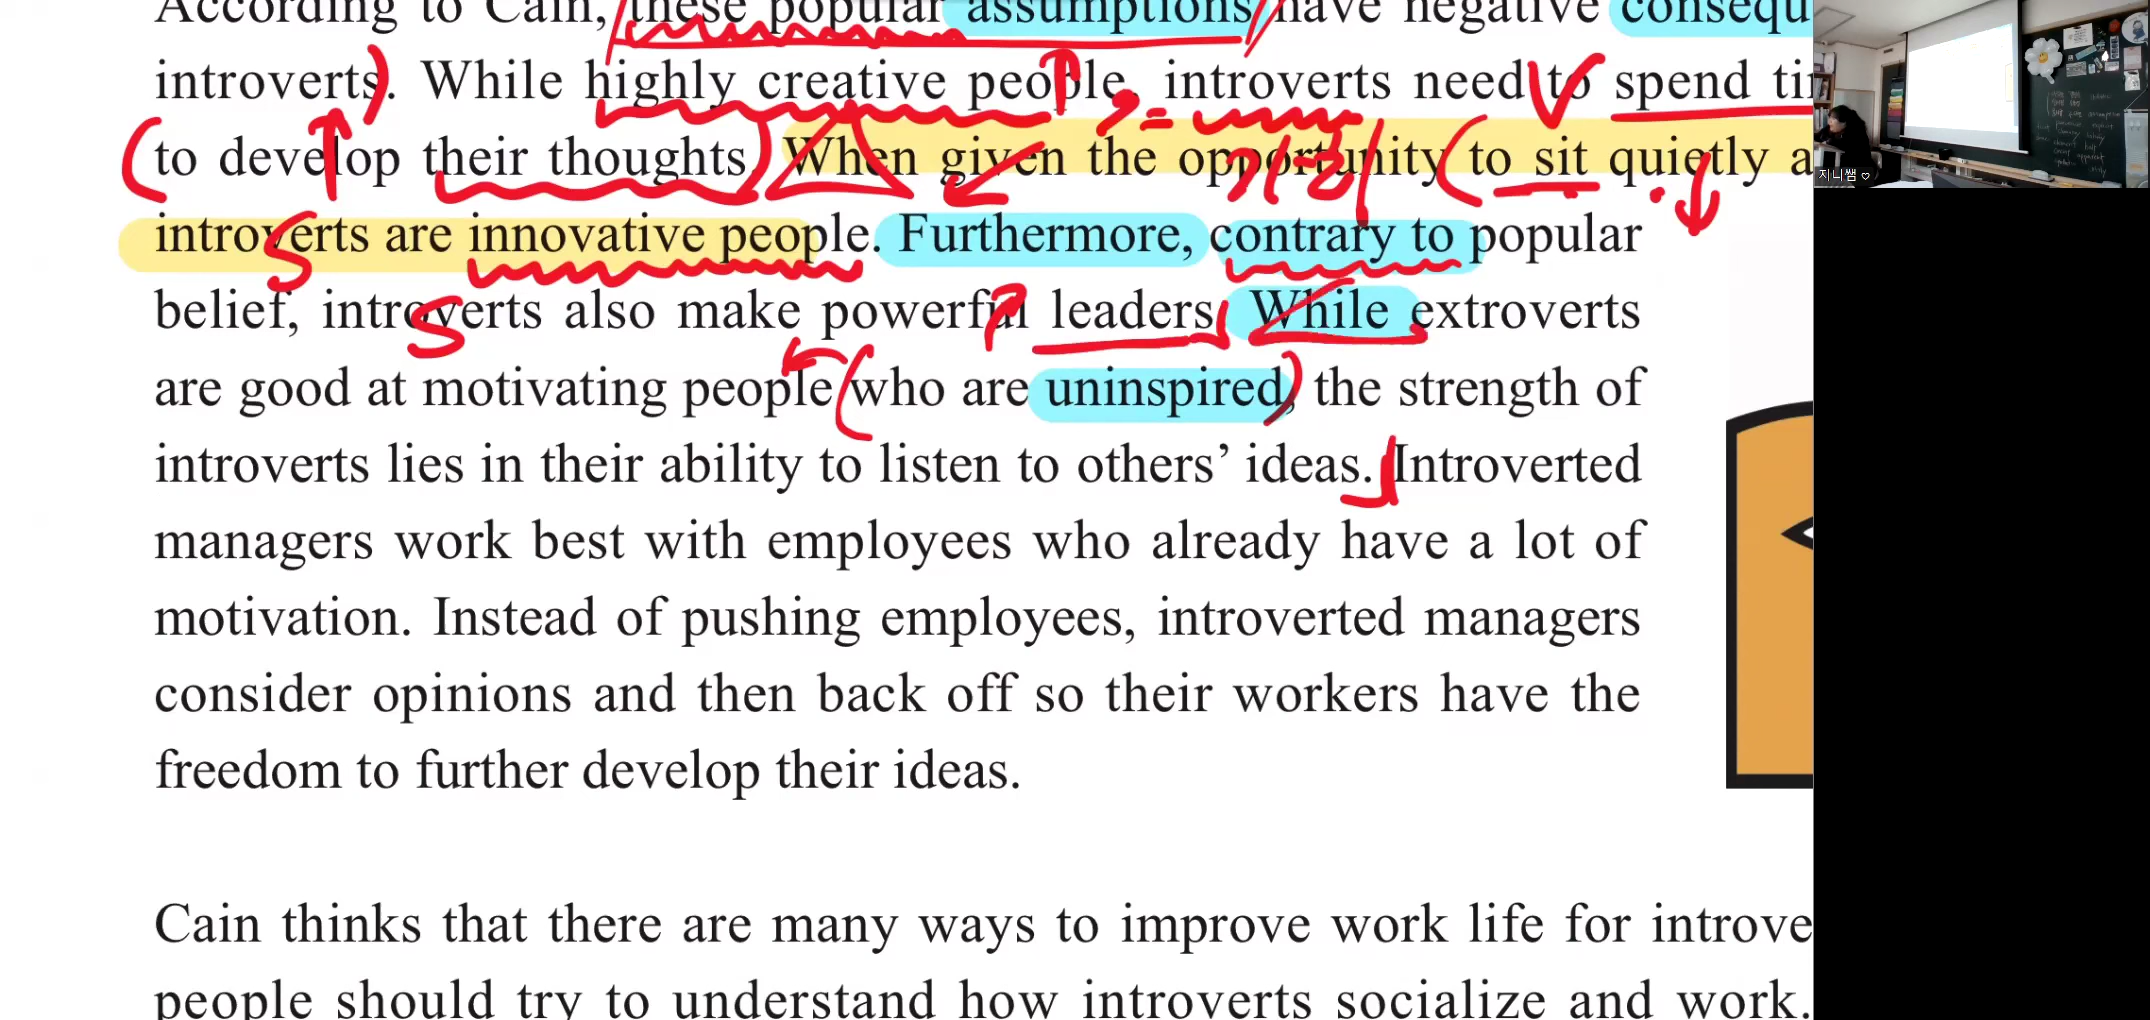 According to Cain, these popular assumptions have negative consequ
introverts. While highly creative people, introverts need to spend ti
to develop their thoughts. When given the opportunity to sit quietly a
introverts are innovative people. Furthermore, contrary to popular
belief, introverts also make powerful leaders. While extroverts
are good at motivating people who are uninspired, the strength of
introverts lies in their ability to listen to others’ ideas. Introverted
managers work best with employees who already have a lot of
motivation. Instead of pushing employees, introverted managers
consider opinions and then back off so their workers have the
freedom to further develop their ideas.
Cain thinks that there are many ways to improve work life for introve
people should try to understand how introverts socialize and work.
지니쌤 ♡